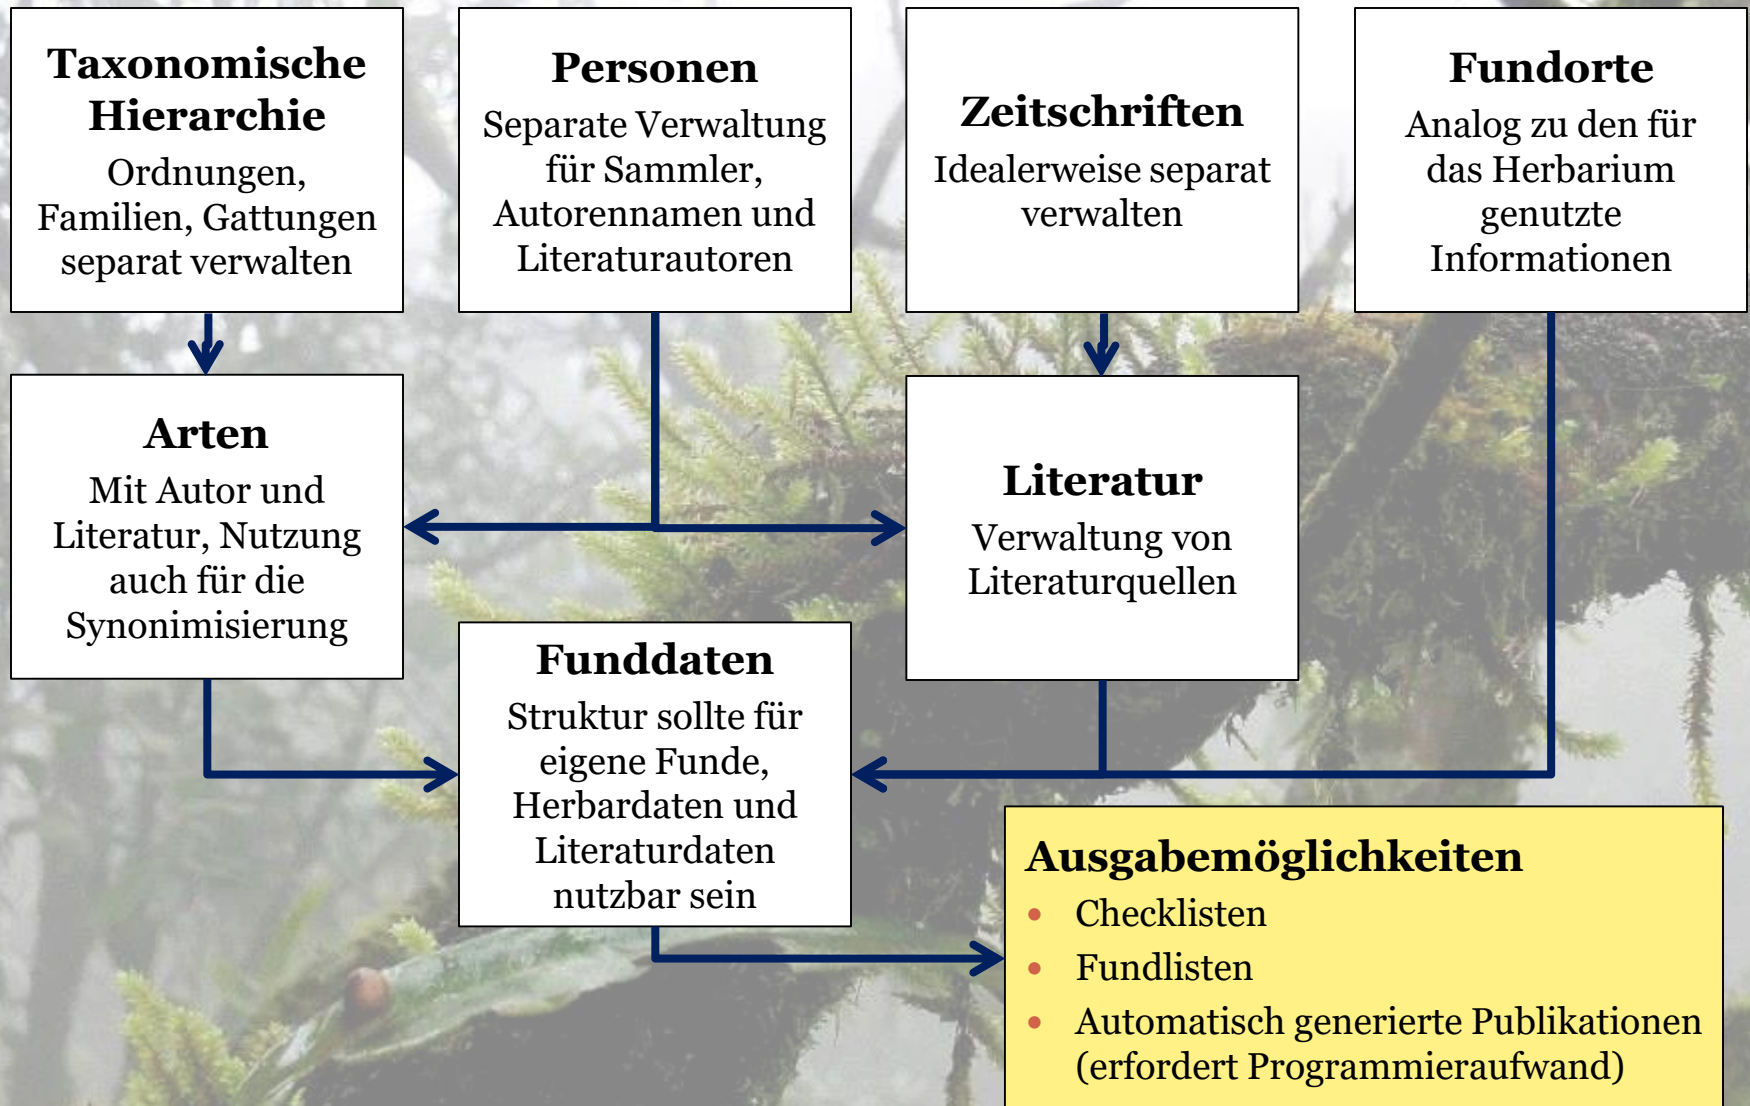 Taxonomische
Hierarchie
Ordnungen,
Familien, Gattungen
separat verwalten
Personen
Separate Verwaltung
für Sammler,
Autorennamen und
Literaturautoren
Zeitschriften
Idealerweise separat
verwalten
Fundorte
Analog zu den für
das Herbarium
genutzte
Informationen
Arten
Mit Autor und
Literatur, Nutzung
auch für die
Synonimisierung
Literatur
Verwaltung von
Literaturquellen
Funddaten
Struktur sollte für
eigene Funde,
Herbardaten und
Literaturdaten
nutzbar sein
Ausgabemöglichkeiten
• Checklisten
• Fundlisten
• Automatisch generierte Publikationen
(erfordert Programmieraufwand)